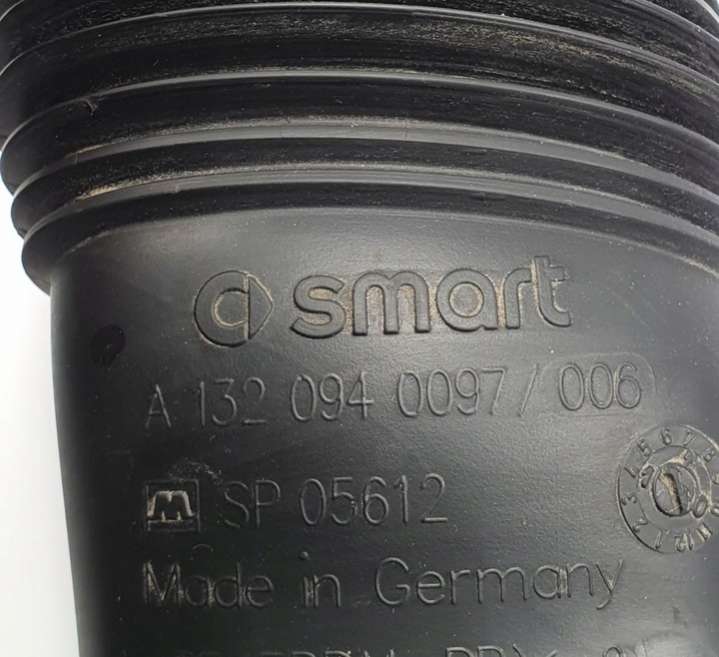 smart
A 132 094 0097 / 006
M SP 05612
Made in Germany